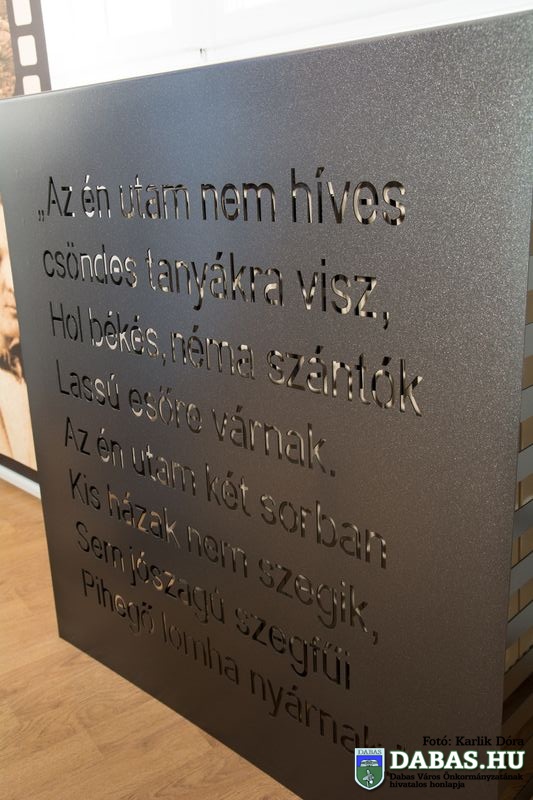 „Az én utam nem híves
csöndes tanyákra visz,
Hol békés, néma szántók
Lassú esőre várnak.
Az én utam két sorban
Kis házak nem szegik,
Sem jószagú szegfűi
Pihegő lomha nyárnak
Fotó: Karlik Dóra
DABAS
DABAS.HU
Dabas Város Önkormányzatának
hivatalos honlapja